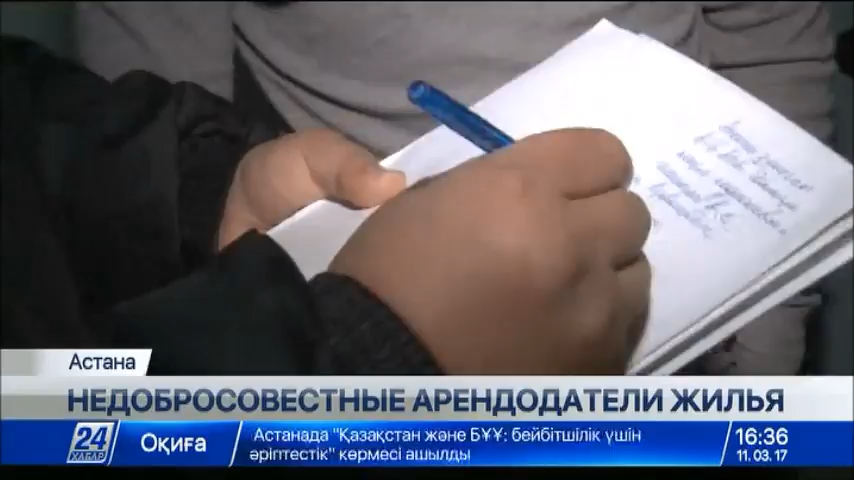 Астана
НЕДОБРОСОВЕСТНЫЕ АРЕНДОДАТЕЛИ ЖИЛЬЯ
24
ХАБАР
Оқиға
Астанада "Қазақстан және БҰҰ: бейбітшілік үшін
әріптестік" көрмесі ашылды
16:36
11.03.17